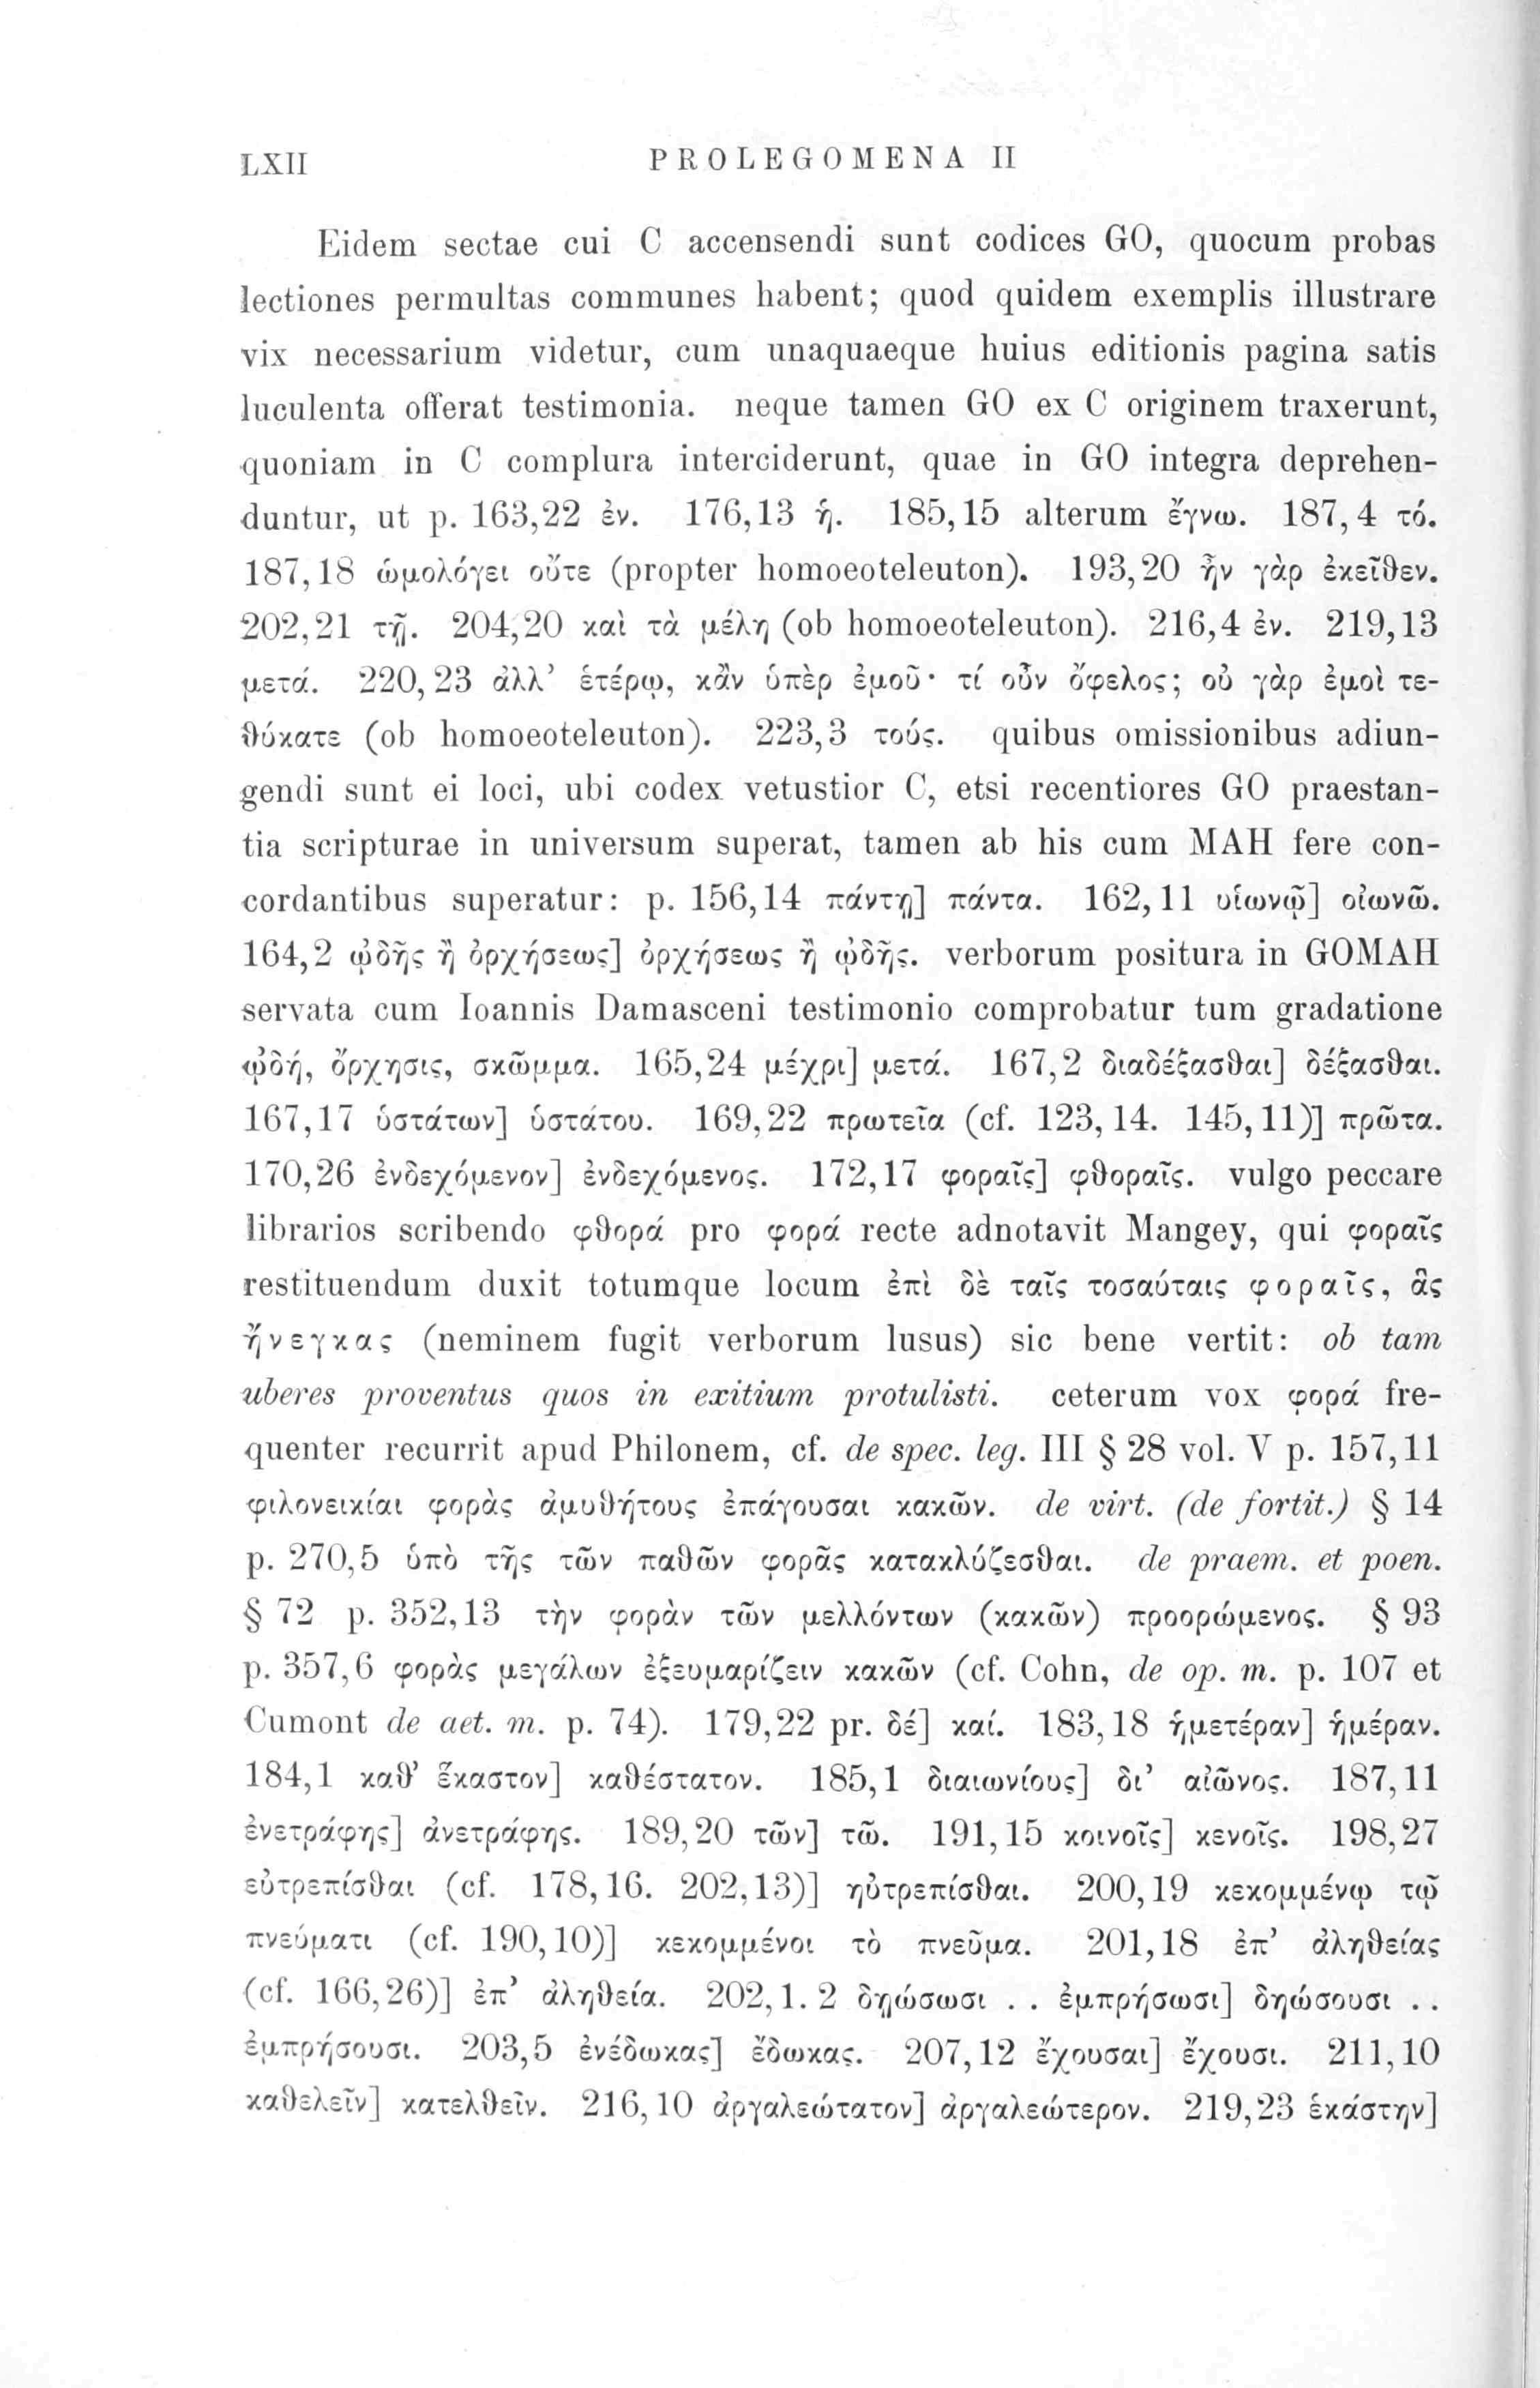 LXII PROLEGOMENA II
Eidem sectae cui C accensendi sunt codices GO, quocum probas
lectiones permultas communes habent; quod quidem exemplis illustrare
vix necessarium videtur, cum unaquaeque huius editionis pagina satis
luculenta offerat testimonia. neque tamen GO ex C originem traxerunt,
quoniam in C complura interciderunt, quae in GO integra deprehen-
duntur, ut p. 163,22 ἐν. 176,13 ἡ. 185,15 alterum ἔγνω. 187,4 τό.
187,18 ὡμολόγει οὔτε (propter homoeoteleuton). 193,20 ἦν γὰρ ἐκεῖθεν.
202,21 τῇ. 204,20 καὶ τὰ μέλη (ob homoeoteleuton). 216,4 ἐν. 219,13
μετά. 220,23 ἀλλ’ ἑτέρῳ, κἂν ὑπὲρ ἐμοῦ· τί οὖν ὄφελος; οὐ γὰρ ἐμοὶ τε-
θύκατε (ob homoeoteleuton). 223,3 τούς. quibus omissionibus adiun-
gendi sunt ei loci, ubi codex vetustior C, etsi recentiores GO praestan-
tia scripturae in universum superat, tamen ab his cum MAH fere con-
cordantibus superatur: p. 156,14 πάντῃ] πάντα. 162,11 υἱωνῷ] οἰωνῶ.
164,2 ᾠδῆς ἢ ὀρχήσεως] ὀρχήσεως ἢ ᾠδῆς. verborum positura in GOMAH
servata cum Ioannis Damasceni testimonio comprobatur tum gradatione
ᾠδή, ὄρχησις, σκῶμμα. 165,24 μέχρι] μετά. 167,2 διαδέξασθαι] δέξασθαι.
167,17 ὑστάτων] ὑστάτου. 169,22 πρωτεῖα (cf. 123,14. 145,11)] πρῶτα.
170,26 ἐνδεχόμενον] ἐνδεχόμενος. 172,17 φοραῖς] φθοραῖς. vulgo peccare
librarios scribendo φθορά pro φορά recte adnotavit Mangey, qui φοραῖς
restituendum duxit totumque locum ἐπὶ δὲ ταῖς τοσαύταις φοραῖς, ἃς
ἤνεγκας (neminem fugit verborum lusus) sic bene vertit: ob tam
uberes proventus quos in exitium protulisti. ceterum vox φορά fre-
quenter recurrit apud Philonem, cf. de spec. leg. III § 28 vol. V p. 157,11
φιλονεικίαι φορὰς ἀμυθήτους ἐπάγουσαι κακῶν. de virt. (de fortit.) § 14
p. 270,5 ὑπὸ τῆς τῶν παθῶν φορᾶς κατακλύζεσθαι. de praem. et poen.
§ 72 p. 352,13 τὴν φορὰν τῶν μελλόντων (κακῶν) προορώμενος. § 93
p. 357,6 φορὰς μεγάλων ἐξευμαρίζειν κακῶν (cf. Cohn, de op. m. p. 107 et
Cumont de aet. m. p. 74). 179,22 pr. δέ] καί. 183,18 ἡμετέραν] ἡμέραν.
184,1 καθ’ ἕκαστον] καθέστατον. 185,1 διαιωνίους] δι’ αἰῶνος. 187,11
ἐνετράφης] ἀνετράφης. 189,20 τῶν] τῶ. 191,15 κοινοῖς] κενοῖς. 198,27
εὐτρεπίσθαι (cf. 178,16. 202,13)] ηὐτρεπίσθαι. 200,19 κεκομμένῳ τῷ
πνεύματι (cf. 190,10)] κεκομμένοι τὸ πνεῦμα. 201,18 ἐπ’ ἀληθείας
(cf. 166,26)] ἐπ’ ἀληθεία. 202,1. 2 δῃώσωσι . . ἐμπρήσωσι] δηώσουσι . .
ἐμπρήσουσι. 203,5 ἐνέδωκας] ἔδωκας. 207,12 ἔχουσαι] ἔχουσι. 211,10
καθελεῖν] κατελθεῖν. 216,10 ἀργαλεώτατον] ἀργαλεώτερον. 219,23 ἑκάστην]